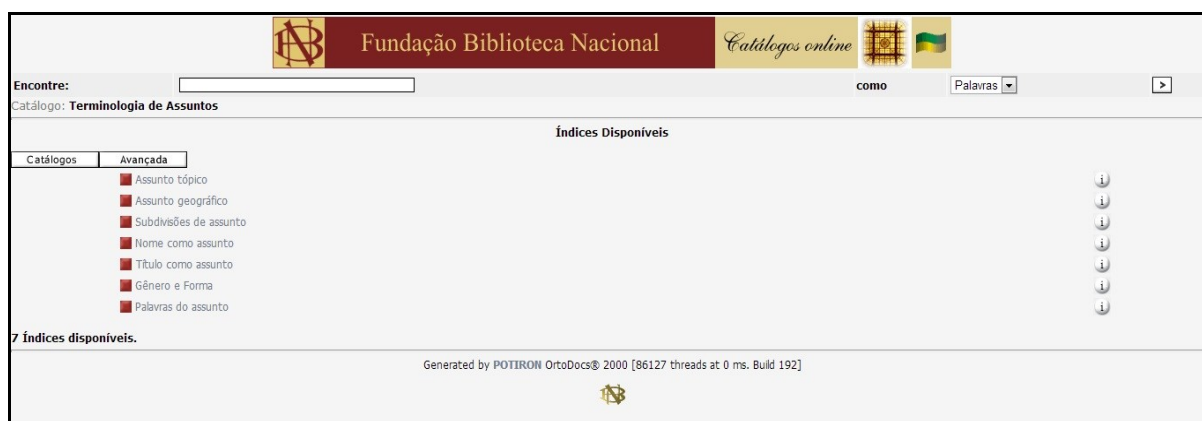 Fundação Biblioteca Nacional Catálogos online
Encontre: como Palavras >
Catálogo: Terminologia de Assuntos
Índices Disponíveis
Catálogos Avançada
Assunto tópico i
Assunto geográfico i
Subdivisões de assunto i
Nome como assunto i
Título como assunto i
Gênero e Forma i
Palavras do assunto i
7 Índices disponíveis.
Generated by POTIRON OrtoDocs® 2000 [86127 threads at 0 ms. Build 192]